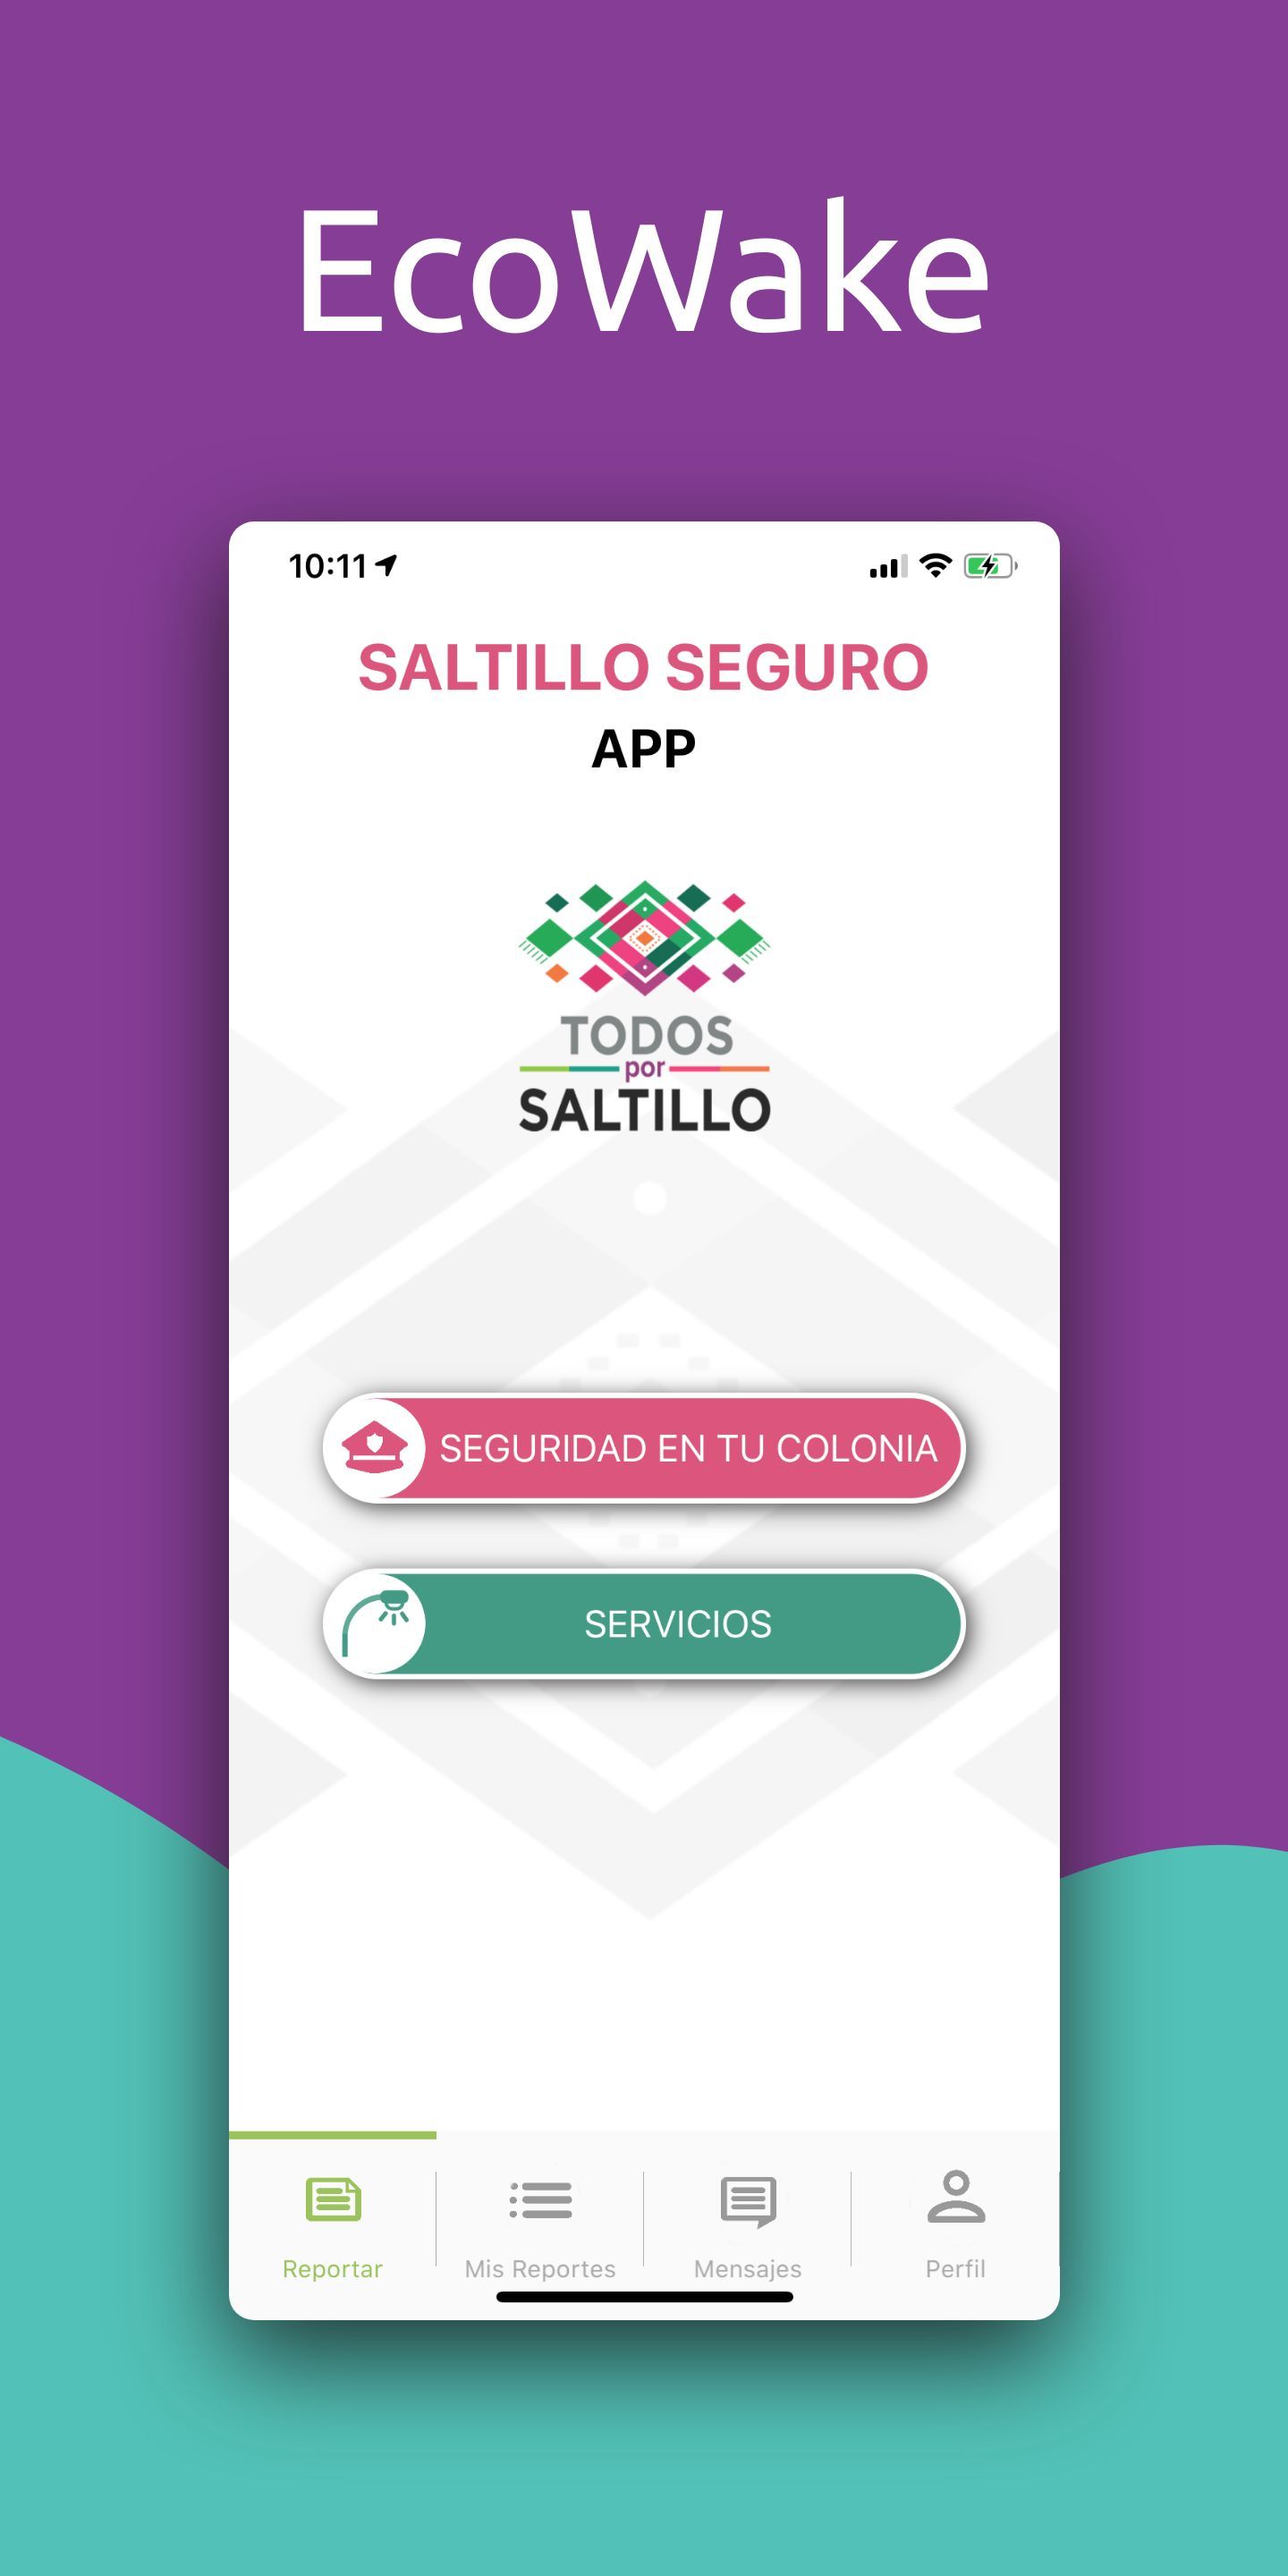 EcoWake
10:11
SALTILLO SEGURO
APP
TODOS
por
SALTILLO
SEGURIDAD EN TU COLONIA
SERVICIOS
Reportar
Mis Reportes
Mensajes
Perfil